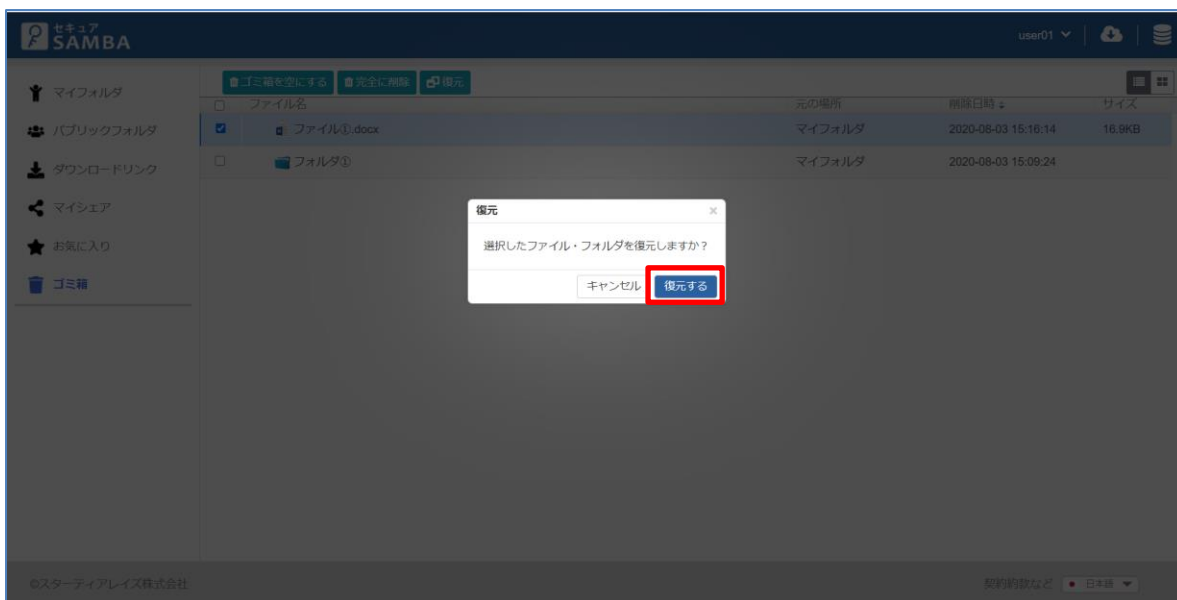 セキュア
SAMBA
user01
マイフォルダ
パブリックフォルダ
ダウンロードリンク
マイシェア
お気に入り
ゴミ箱
ゴミ箱を空にする 完全に削除 復元
ファイル名 元の場所 削除日時 サイズ
ファイル①.docx マイフォルダ 2020-08-03 15:16:14 16.9KB
フォルダ① マイフォルダ 2020-08-03 15:09:24
復元 ×
選択したファイル・フォルダを復元しますか?
キャンセル 復元する
©スターティアレイズ株式会社
契約約款など 日本語